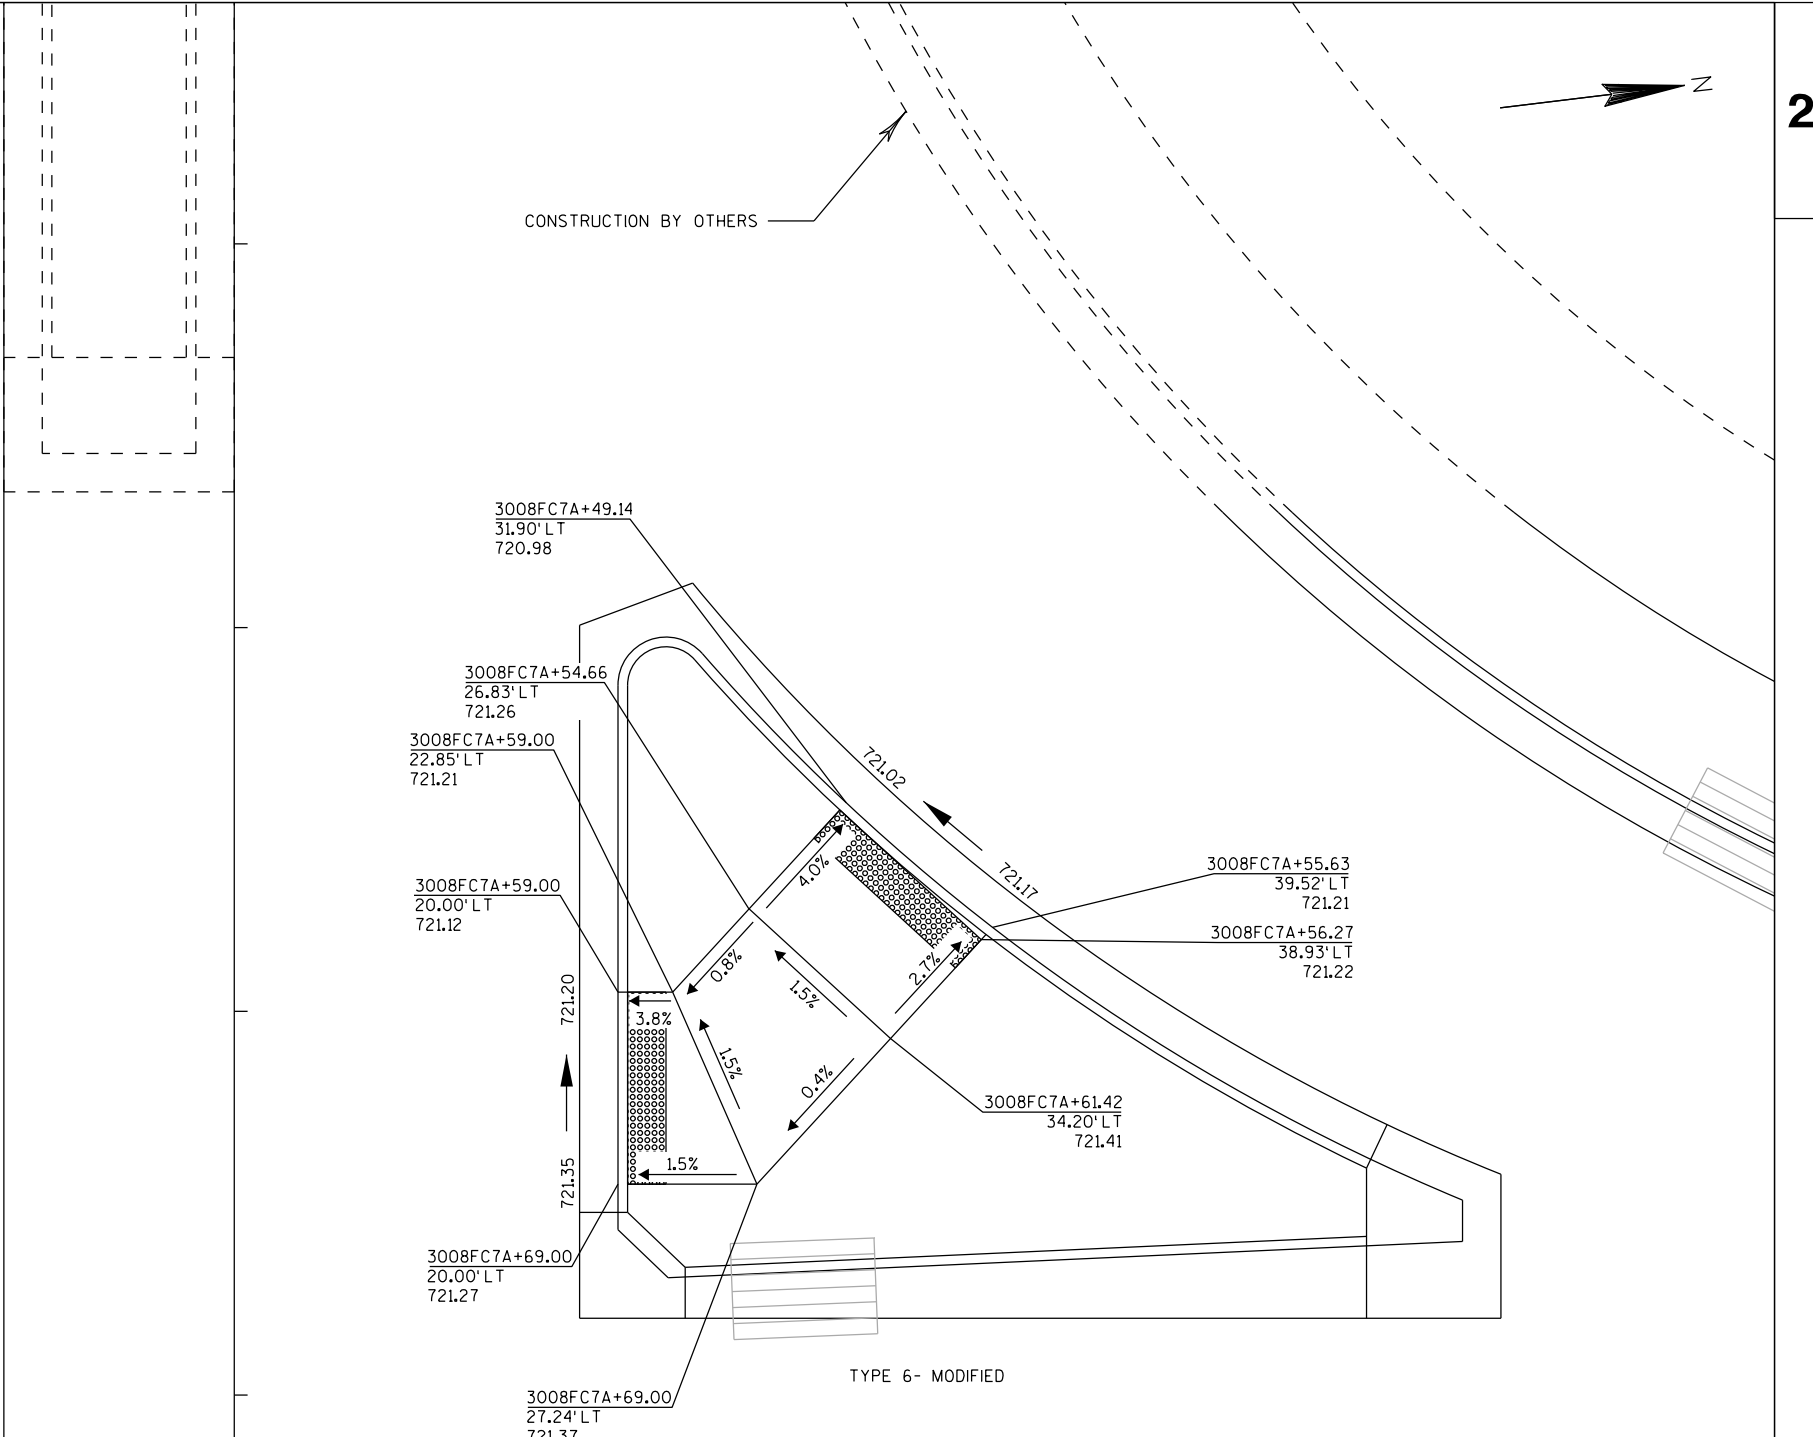 N
2
CONSTRUCTION BY OTHERS
3008FC7A+49.14
31.90'LT
720.98
3008FC7A+54.66
26.83'LT
721.26
3008FC7A+59.00
22.85'LT
721.21
721.02
721.17
3008FC7A+55.63
39.52'LT
721.21
3008FC7A+56.27
38.93'LT
721.22
3008FC7A+59.00
20.00'LT
721.12
4.0%
0.8%
2.7%
1.5%
3.8%
1.5%
0.4%
1.5%
721.20
721.35
3008FC7A+61.42
34.20'LT
721.41
3008FC7A+69.00
20.00'LT
721.27
TYPE 6- MODIFIED
3008FC7A+69.00
27.24'LT
721.37